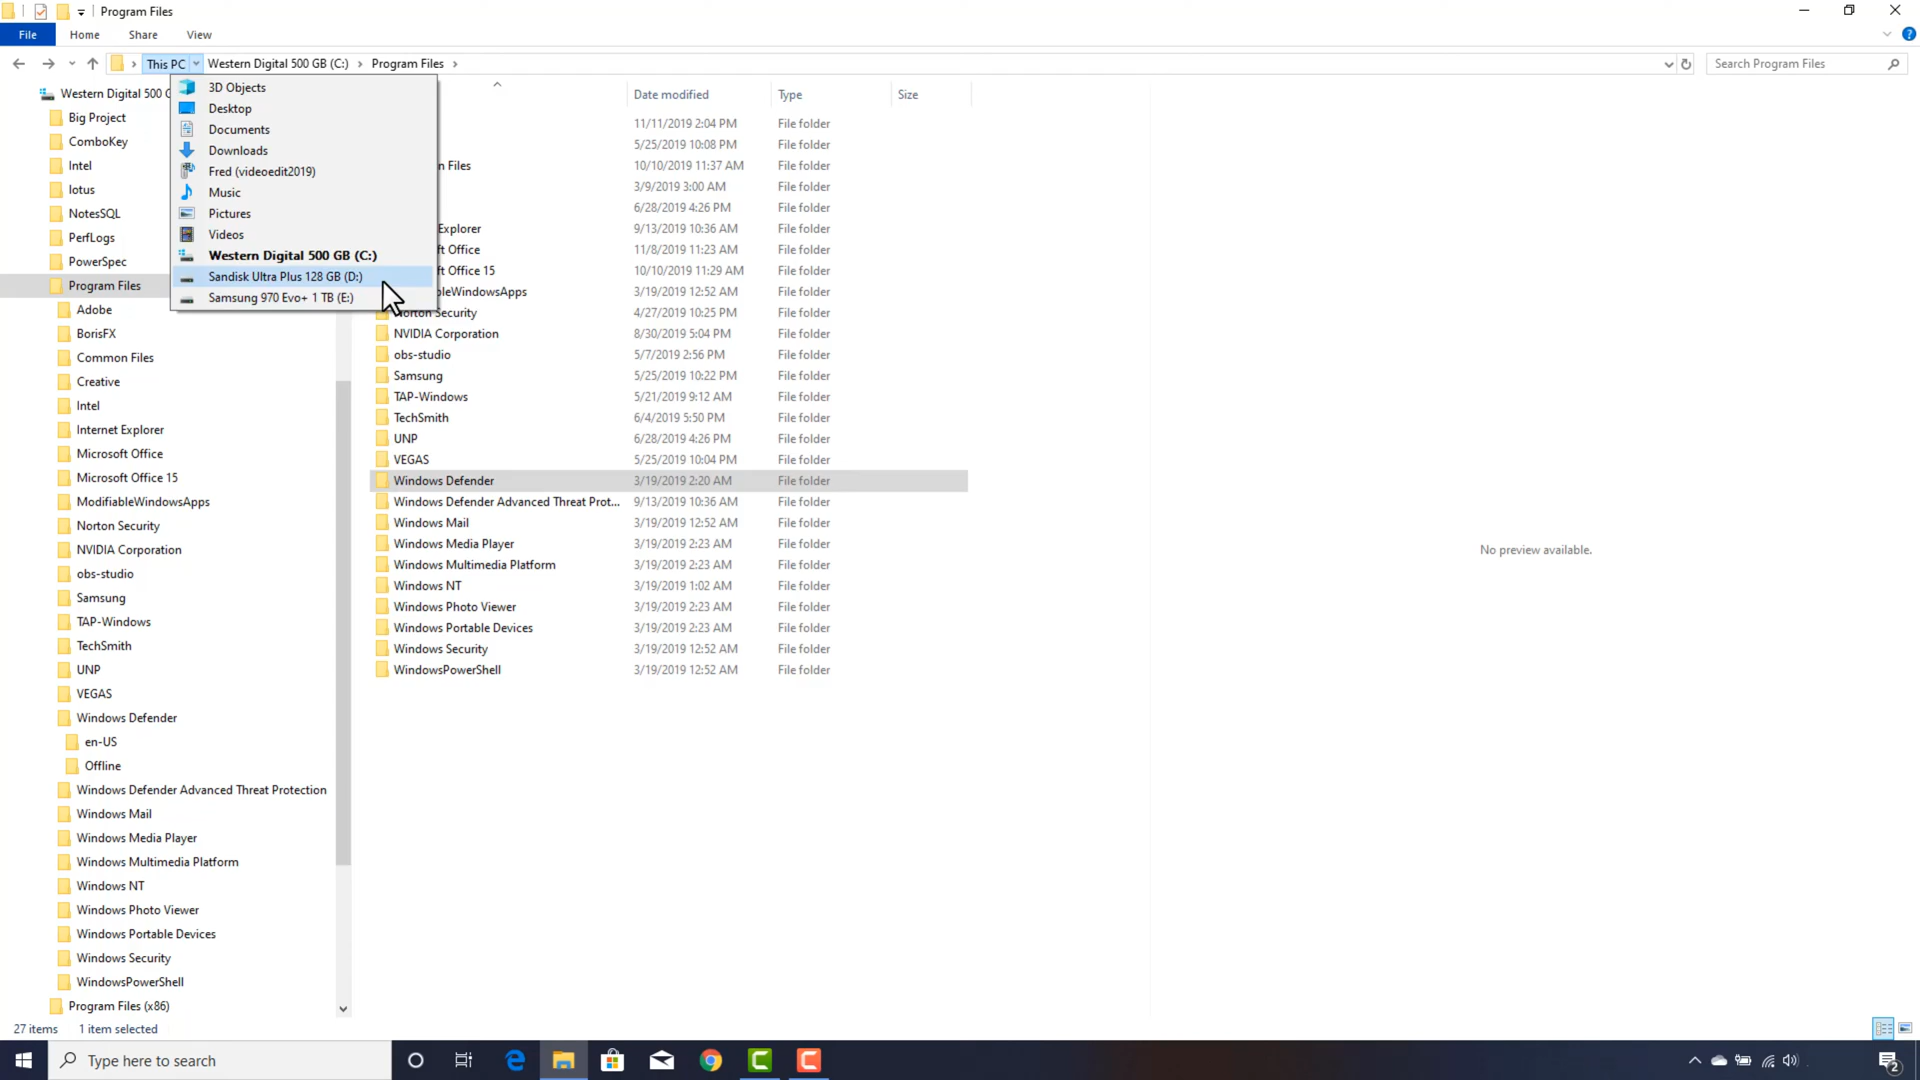 Program Files
File Home Share View
This PC Western Digital 500 GB (C:) Program Files
Search Program Files
Western Digital 500 G
Big Project
ComboKey
Intel
lotus
NotesSQL
PerfLogs
PowerSpec
Program Files
Adobe
BorisFX
Common Files
Creative
Intel
Internet Explorer
Microsoft Office
Microsoft Office 15
ModifiableWindowsApps
Norton Security
NVIDIA Corporation
obs-studio
Samsung
TAP-Windows
TechSmith
UNP
VEGAS
Windows Defender
en-US
Offline
Windows Defender Advanced Threat Protection
Windows Mail
Windows Media Player
Windows Multimedia Platform
Windows NT
Windows Photo Viewer
Windows Portable Devices
Windows Security
WindowsPowerShell
Program Files (x86)
3D Objects
Desktop
Documents
Downloads
Fred (videoedit2019)
Music
Pictures
Videos
Western Digital 500 GB (C:)
Sandisk Ultra Plus 128 GB (D:)
Samsung 970 Evo+ 1 TB (E:)
Date modified Type Size
11/11/2019 2:04 PM File folder
5/25/2019 10:08 PM File folder
n Files 10/10/2019 11:37 AM File folder
3/9/2019 3:00 AM File folder
6/28/2019 4:26 PM File folder
Explorer 9/13/2019 10:36 AM File folder
ft Office 11/8/2019 11:23 AM File folder
ft Office 15 10/10/2019 11:29 AM File folder
bleWindowsApps 3/19/2019 12:52 AM File folder
Norton Security 4/27/2019 10:25 PM File folder
NVIDIA Corporation 8/30/2019 5:04 PM File folder
obs-studio 5/7/2019 2:56 PM File folder
Samsung 5/25/2019 10:22 PM File folder
TAP-Windows 5/21/2019 9:12 AM File folder
TechSmith 6/4/2019 5:50 PM File folder
UNP 6/28/2019 4:26 PM File folder
VEGAS 5/25/2019 10:04 PM File folder
Windows Defender 3/19/2019 2:20 AM File folder
Windows Defender Advanced Threat Prot... 9/13/2019 10:36 AM File folder
Windows Mail 3/19/2019 12:52 AM File folder
Windows Media Player 3/19/2019 2:23 AM File folder
Windows Multimedia Platform 3/19/2019 2:23 AM File folder
Windows NT 3/19/2019 1:02 AM File folder
Windows Photo Viewer 3/19/2019 2:23 AM File folder
Windows Portable Devices 3/19/2019 2:23 AM File folder
Windows Security 3/19/2019 12:52 AM File folder
WindowsPowerShell 3/19/2019 12:52 AM File folder
No preview available.
27 items 1 item selected
Type here to search
2